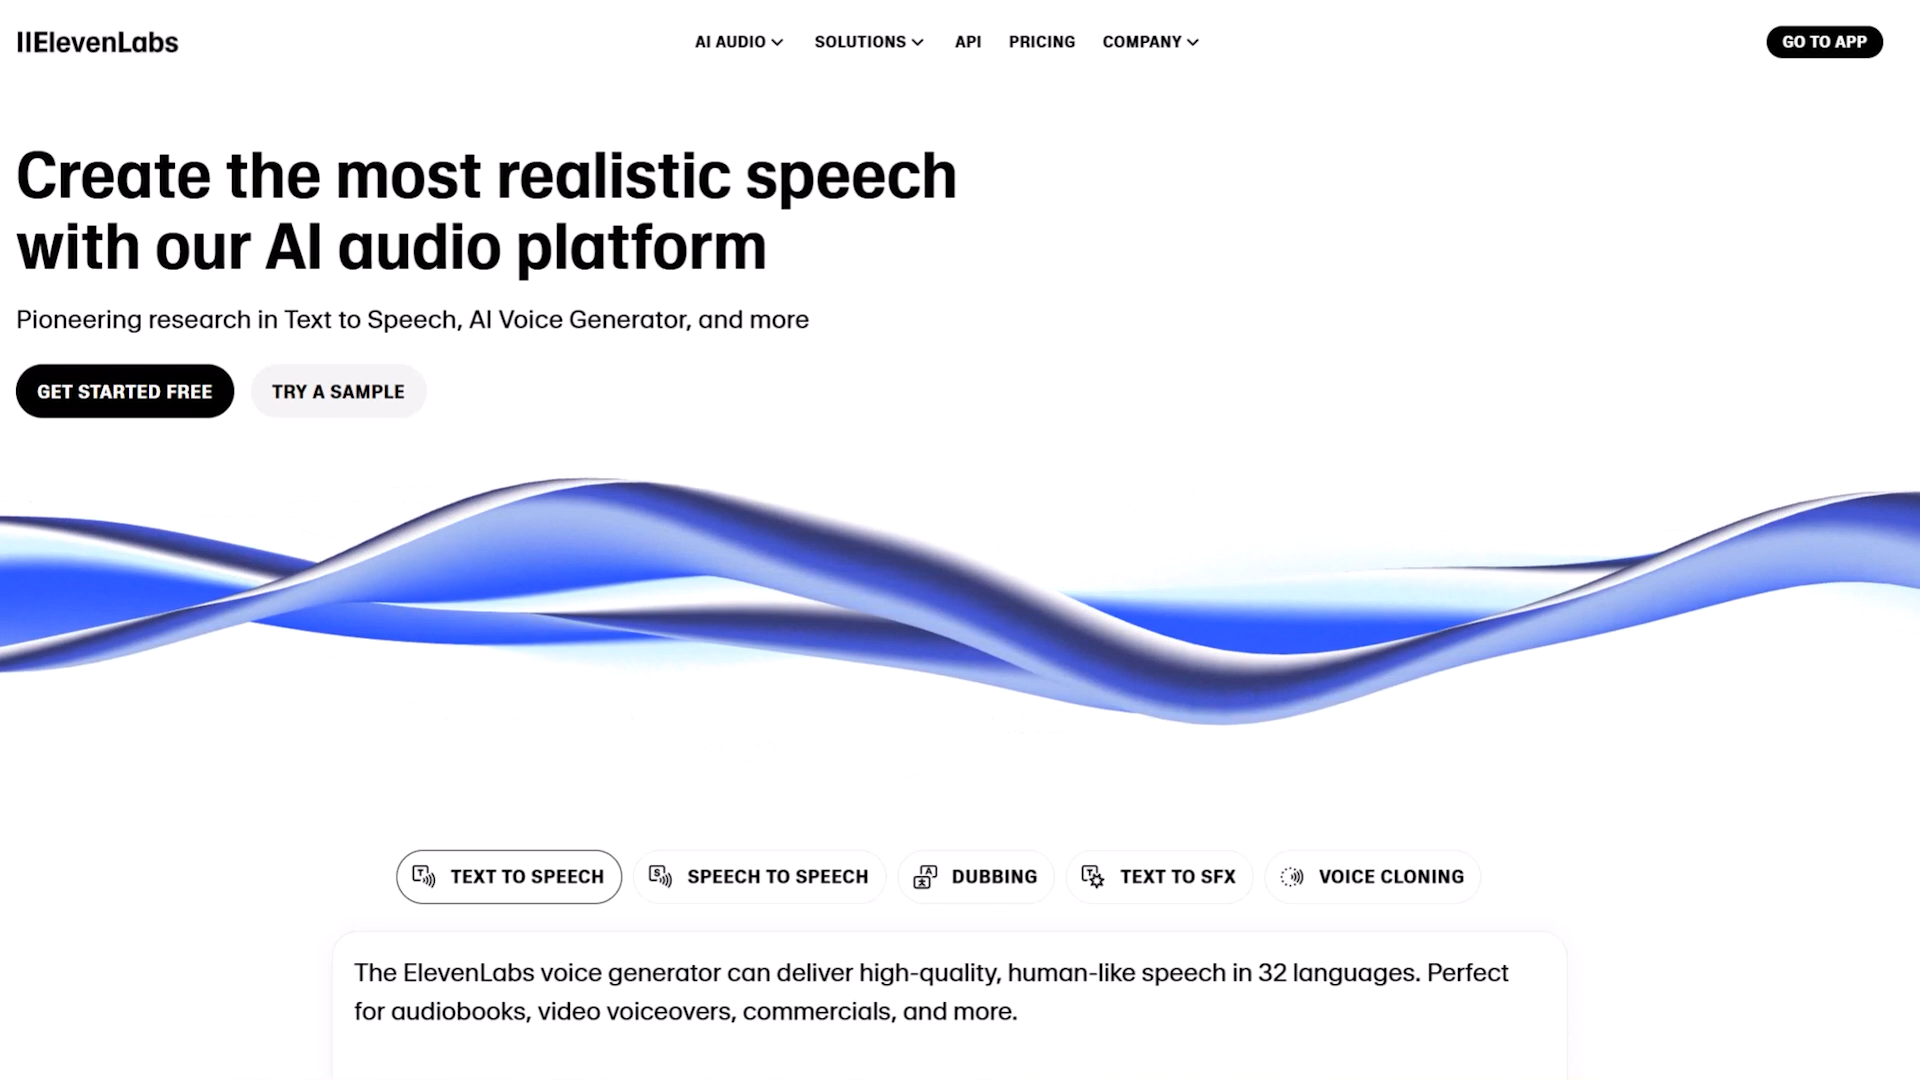 IIElevenLabs
AI AUDIO
SOLUTIONS
API
PRICING
COMPANY
GO TO APP
Create the most realistic speech
with our AI audio platform
Pioneering research in Text to Speech, AI Voice Generator, and more
GET STARTED FREE
TRY A SAMPLE
TEXT TO SPEECH
SPEECH TO SPEECH
DUBBING
TEXT TO SFX
VOICE CLONING
The ElevenLabs voice generator can deliver high-quality, human-like speech in 32 languages. Perfect
for audiobooks, video voiceovers, commercials, and more.